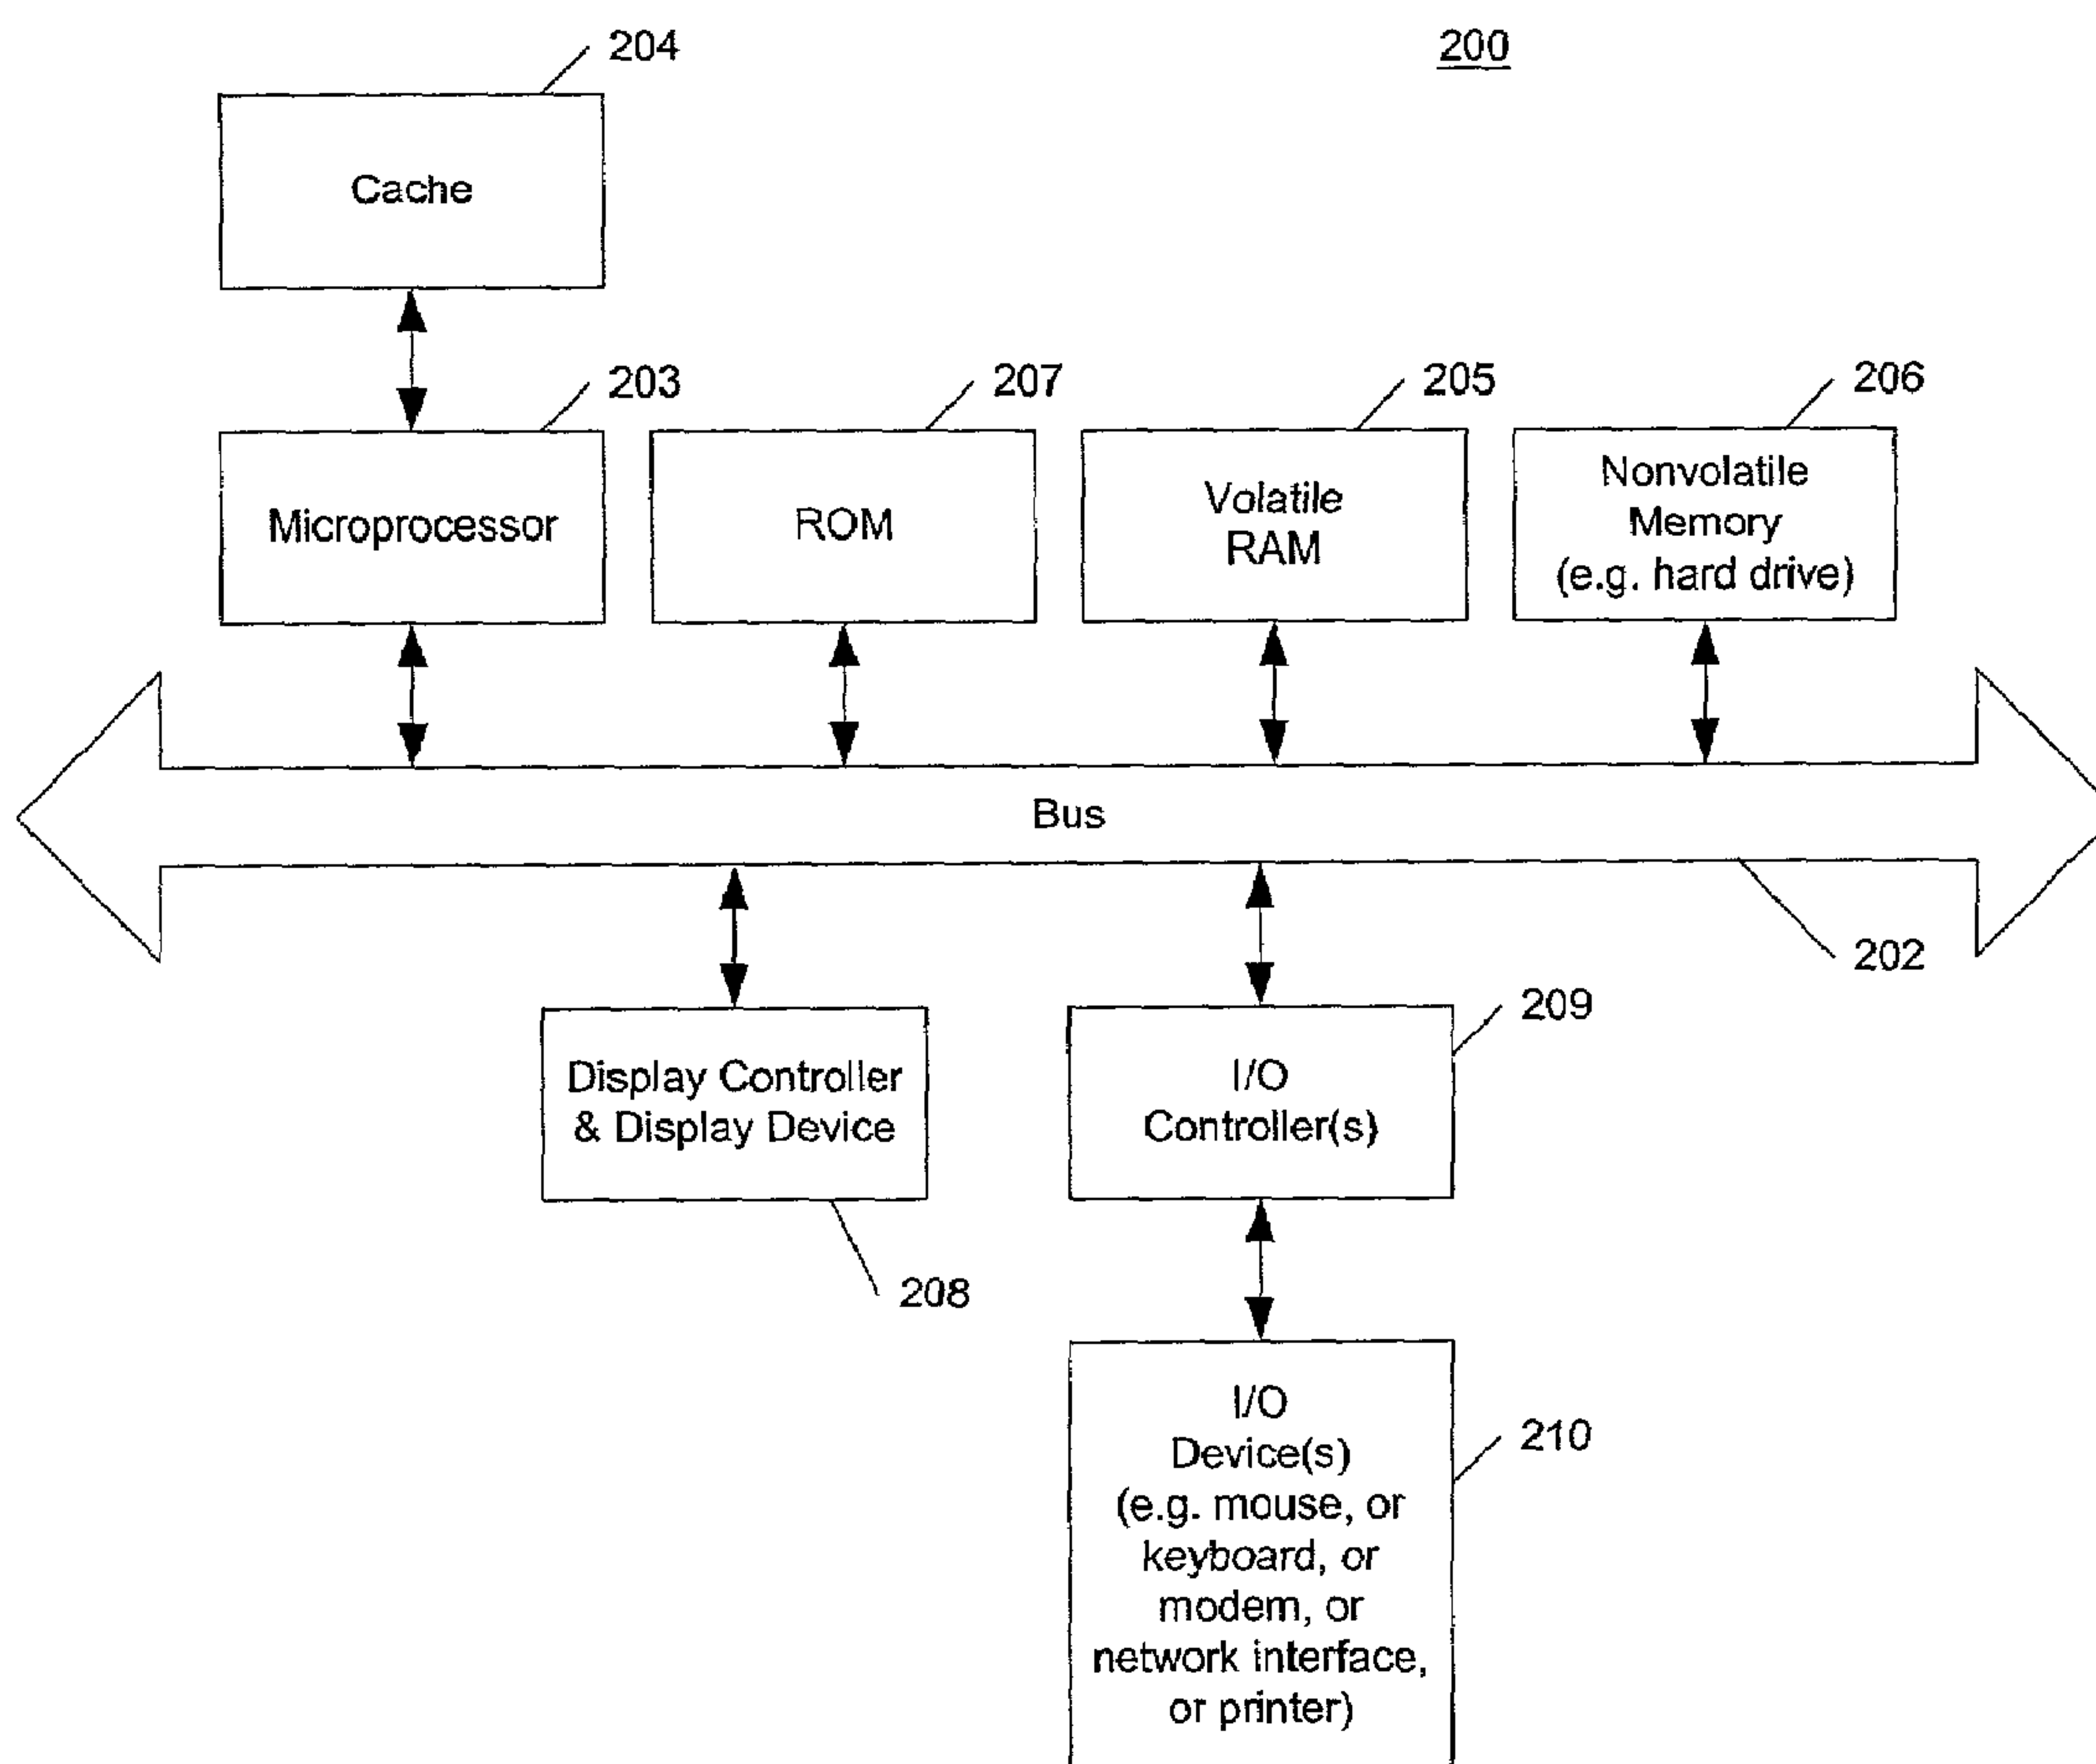 204
200
Cache
203
207
205
206
Microprocessor
ROM
Volatile
RAM
Nonvolatile
Memory
(e.g. hard drive)
Bus
202
Display Controller
& Display Device
208
209
I/O
Controller(s)
210
I/O
Device(s)
(e.g. mouse, or
keyboard, or
modem, or
network interface,
or printer)